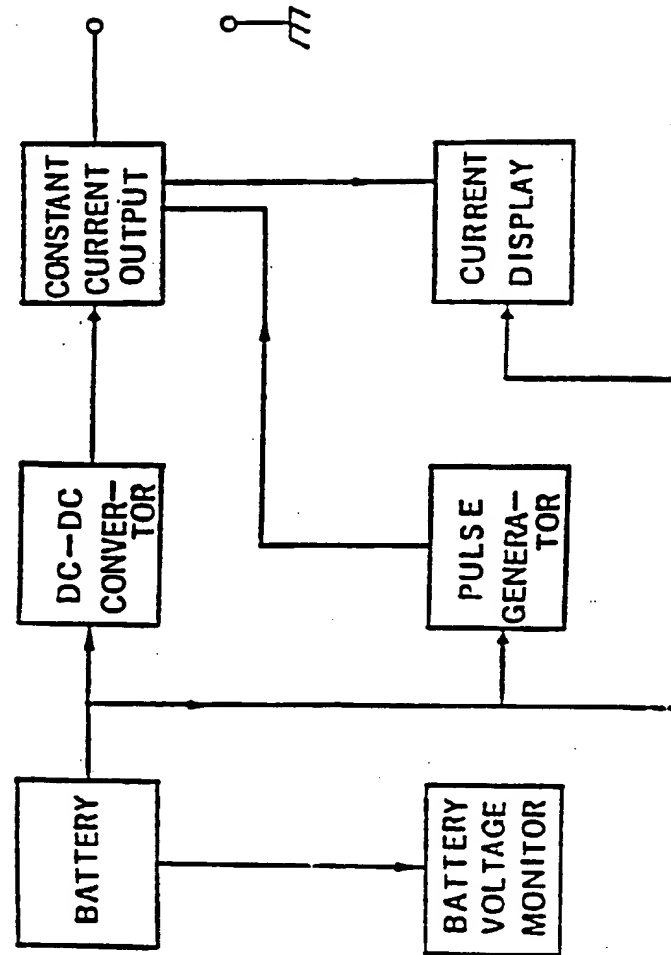 CONSTANT
CURRENT
OUTPUT
CURRENT
DISPLAY
DC-DC
CONVER-
TOR
PULSE
GENERA-
TOR
BATTERY
BATTERY
VOLTAGE
MONITOR